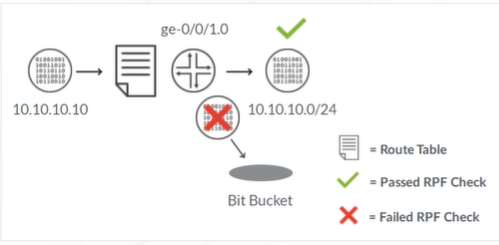 ge-0/0/1.0
10.10.10.10
10.10.10.0/24
Bit Bucket
= Route Table
= Passed RPF Check
= Failed RPF Check